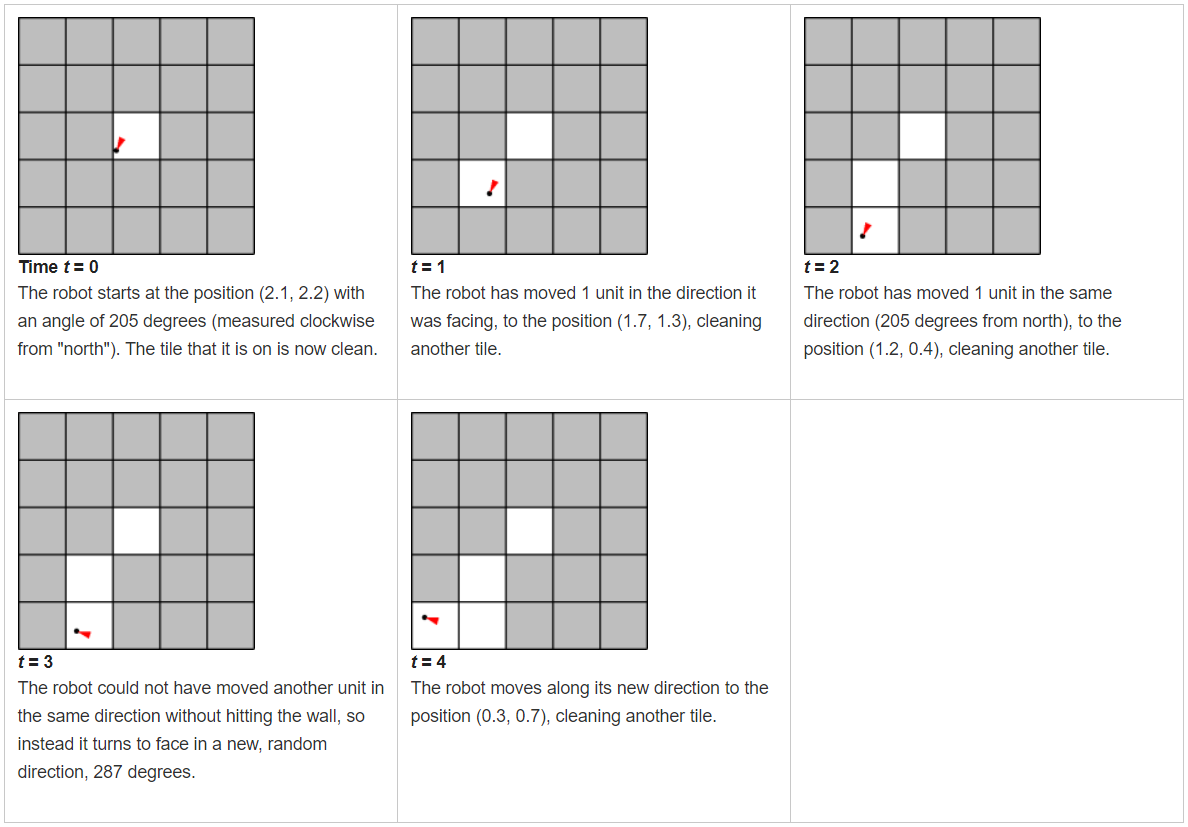 Time t = 0
The robot starts at the position (2.1, 2.2) with
an angle of 205 degrees (measured clockwise
from "north"). The tile that it is on is now clean.
t = 1
The robot has moved 1 unit in the direction it
was facing, to the position (1.7, 1.3), cleaning
another tile.
t = 2
The robot has moved 1 unit in the same
direction (205 degrees from north), to the
position (1.2, 0.4), cleaning another tile.
t = 3
The robot could not have moved another unit in
the same direction without hitting the wall, so
instead it turns to face in a new, random
direction, 287 degrees.
t = 4
The robot moves along its new direction to the
position (0.3, 0.7), cleaning another tile.